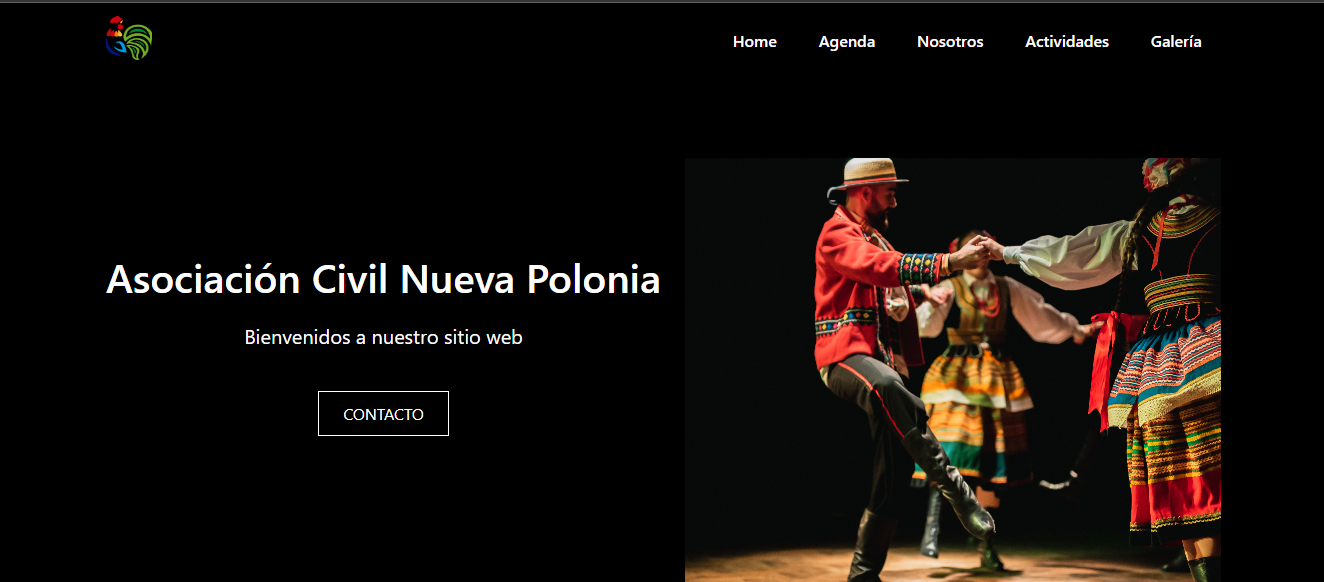 Home Agenda Nosotros Actividades Galería
Asociación Civil Nueva Polonia
Bienvenidos a nuestro sitio web
CONTACTO